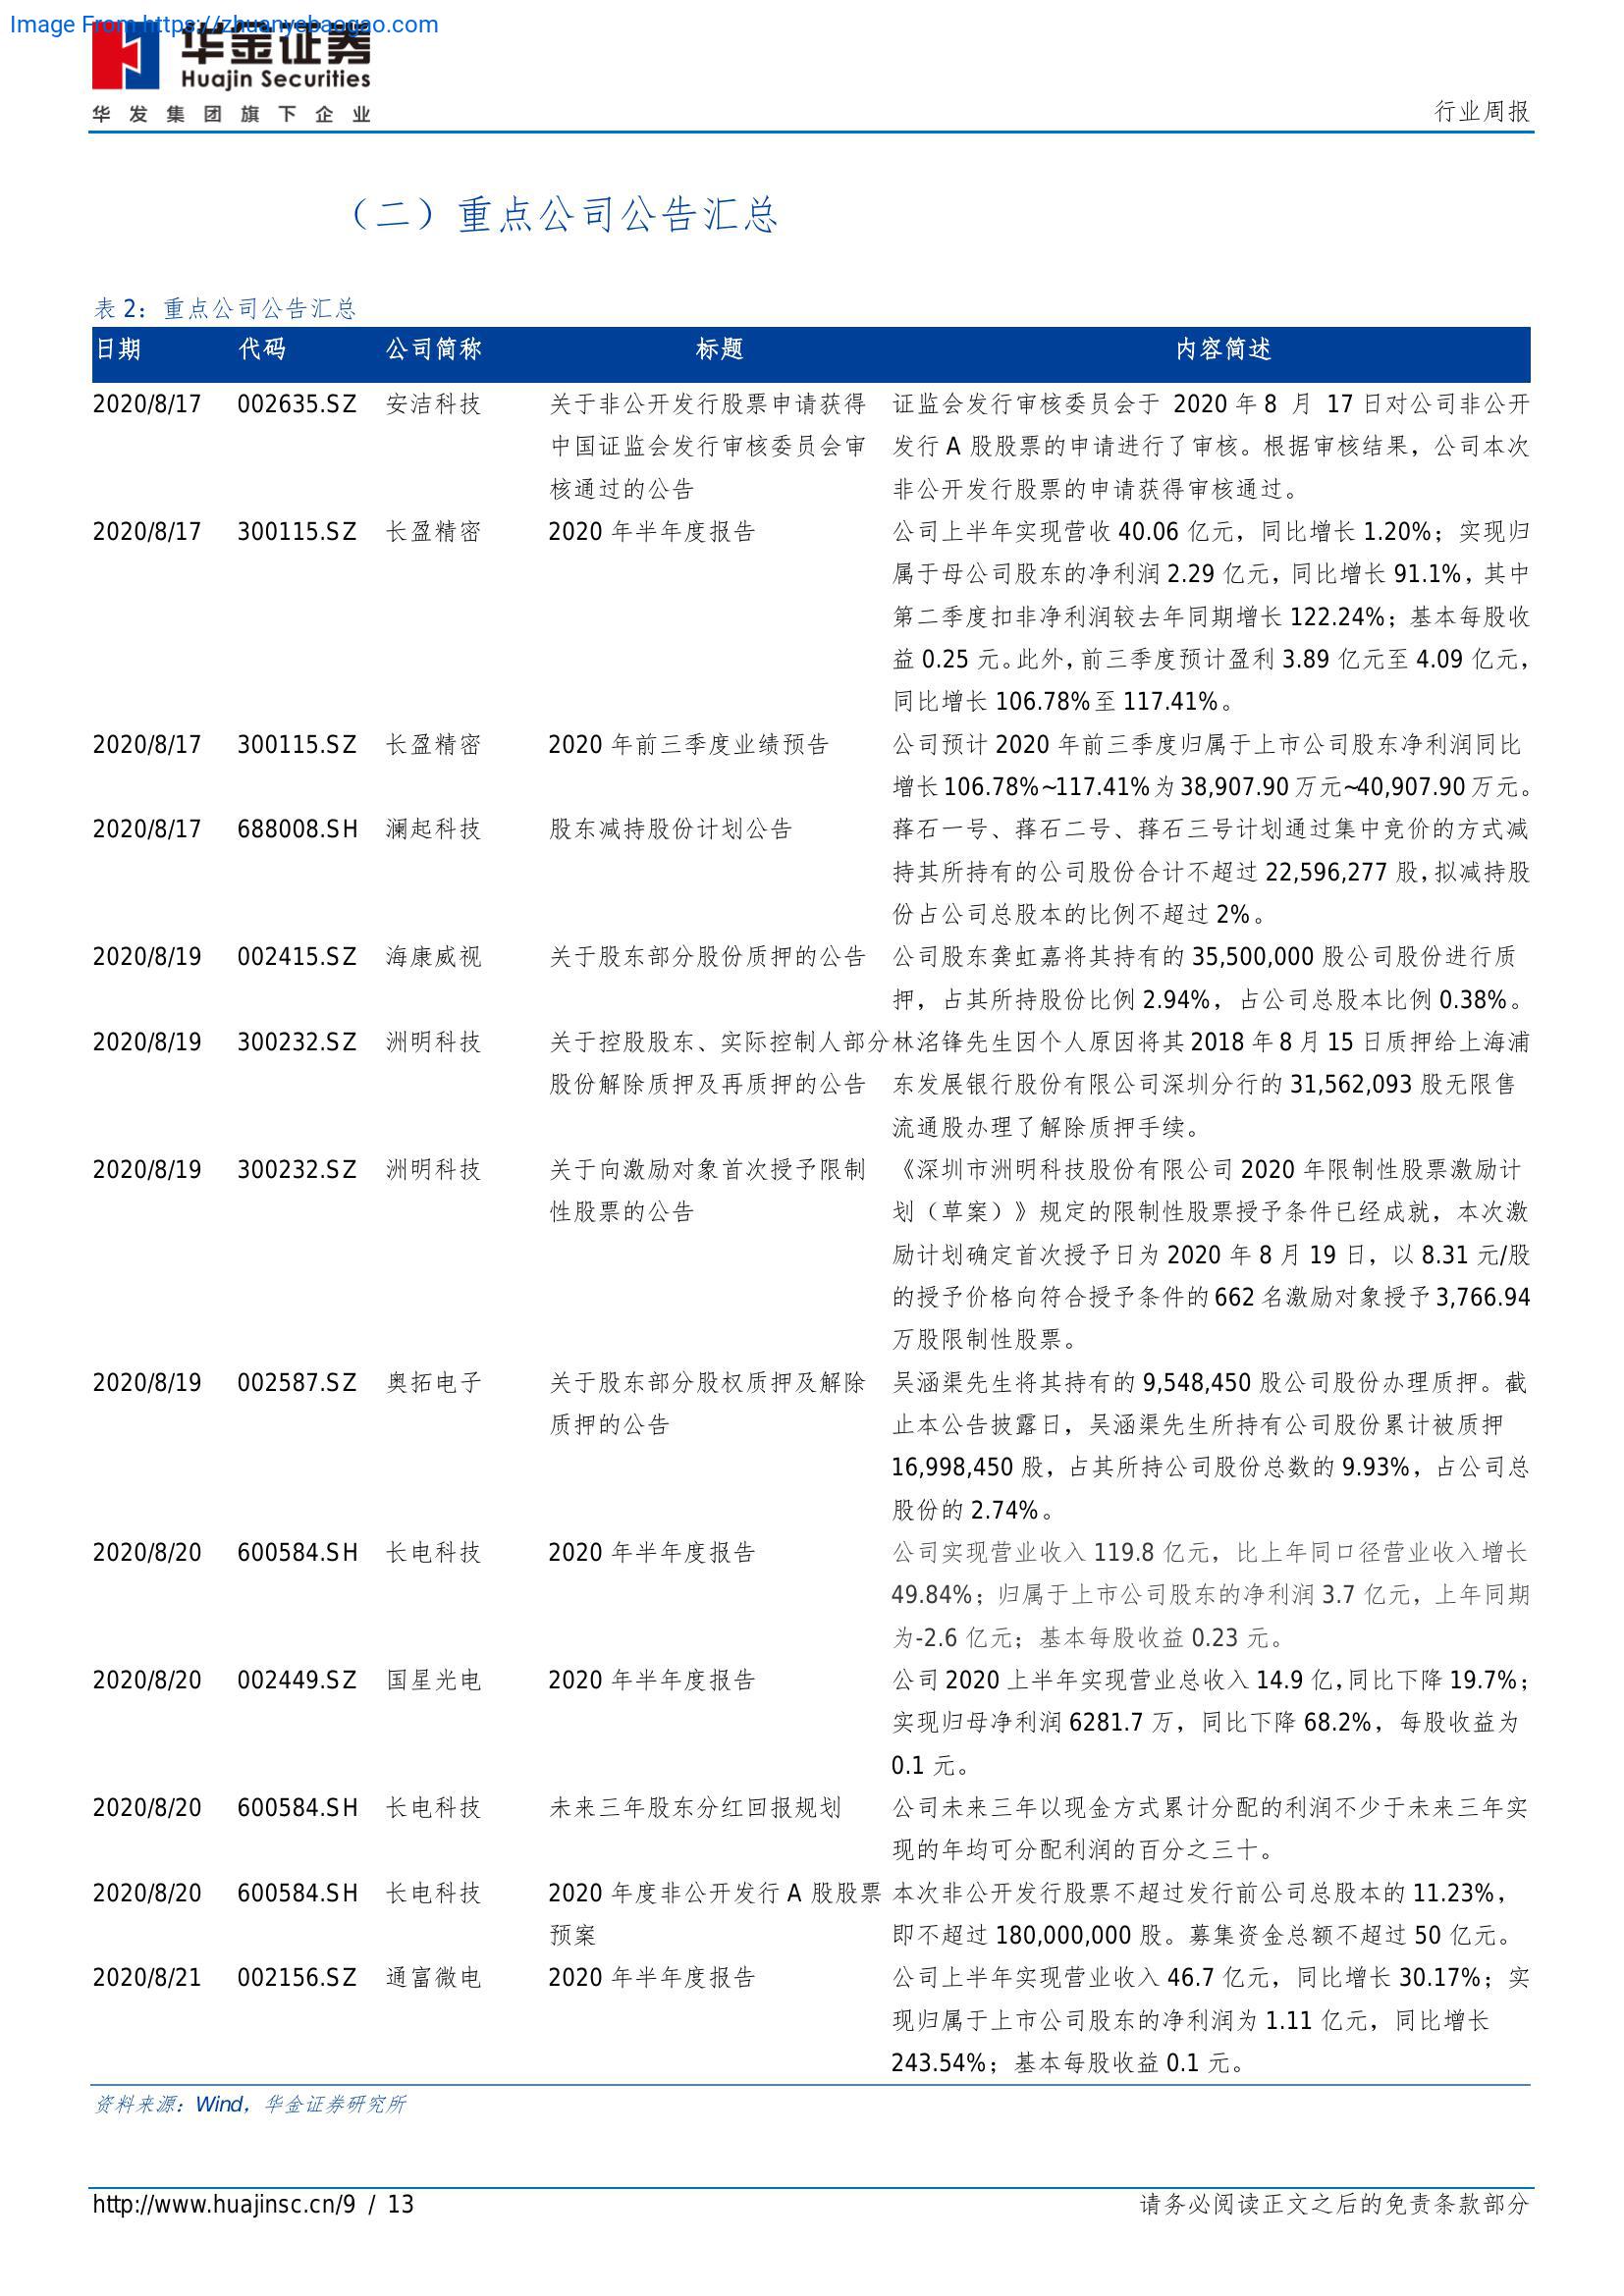 Image From https://zhuanyebaogao.com
华金证券
Huajin Securities
华发集团旗下企业
行业周报
（二）重点公司公告汇总
表 2：重点公司公告汇总
日期 代码 公司简称 标题 内容简述
2020/8/17 002635.SZ 安洁科技 关于非公开发行股票申请获得 证监会发行审核委员会于 2020 年 8 月 17 日对公司非公开
中国证监会发行审核委员会审 发行 A 股股票的申请进行了审核。根据审核结果，公司本次
核通过的公告 非公开发行股票的申请获得审核通过。
2020/8/17 300115.SZ 长盈精密 2020 年半年度报告 公司上半年实现营收 40.06 亿元，同比增长 1.20%；实现归
属于母公司股东的净利润 2.29 亿元，同比增长 91.1%，其中
第二季度扣非净利润较去年同期增长 122.24%；基本每股收
益 0.25 元。此外，前三季度预计盈利 3.89 亿元至 4.09 亿元，
同比增长 106.78%至 117.41%。
2020/8/17 300115.SZ 长盈精密 2020 年前三季度业绩预告 公司预计 2020 年前三季度归属于上市公司股东净利润同比
增长 106.78%~117.41%为 38,907.90 万元~40,907.90 万元。
2020/8/17 688008.SH 澜起科技 股东减持股份计划公告 萚石一号、萚石二号、萚石三号计划通过集中竞价的方式减
持其所持有的公司股份合计不超过 22,596,277 股，拟减持股
份占公司总股本的比例不超过 2%。
2020/8/19 002415.SZ 海康威视 关于股东部分股份质押的公告 公司股东龚虹嘉将其持有的 35,500,000 股公司股份进行质
押，占其所持股份比例 2.94%，占公司总股本比例 0.38%。
2020/8/19 300232.SZ 洲明科技 关于控股股东、实际控制人部分 林洺锋先生因个人原因将其 2018 年 8 月 15 日质押给上海浦
股份解除质押及再质押的公告 东发展银行股份有限公司深圳分行的 31,562,093 股无限售
流通股办理了解除质押手续。
2020/8/19 300232.SZ 洲明科技 关于向激励对象首次授予限制 《深圳市洲明科技股份有限公司 2020 年限制性股票激励计
性股票的公告 划（草案）》规定的限制性股票授予条件已经成就，本次激
励计划确定首次授予日为 2020 年 8 月 19 日，以 8.31 元/股
的授予价格向符合授予条件的 662 名激励对象授予 3,766.94
万股限制性股票。
2020/8/19 002587.SZ 奥拓电子 关于股东部分股权质押及解除 吴涵渠先生将其持有的 9,548,450 股公司股份办理质押。截
质押的公告 止本公告披露日，吴涵渠先生所持有公司股份累计被质押
16,998,450 股，占其所持公司股份总数的 9.93%，占公司总
股份的 2.74%。
2020/8/20 600584.SH 长电科技 2020 年半年度报告 公司实现营业收入 119.8 亿元，比上年同口径营业收入增长
49.84%；归属于上市公司股东的净利润 3.7 亿元，上年同期
为-2.6 亿元；基本每股收益 0.23 元。
2020/8/20 002449.SZ 国星光电 2020 年半年度报告 公司 2020 上半年实现营业总收入 14.9 亿，同比下降 19.7%；
实现归母净利润 6281.7 万，同比下降 68.2%，每股收益为
0.1 元。
2020/8/20 600584.SH 长电科技 未来三年股东分红回报规划 公司未来三年以现金方式累计分配的利润不少于未来三年实
现的年均可分配利润的百分之三十。
2020/8/20 600584.SH 长电科技 2020 年度非公开发行 A 股股票 本次非公开发行股票不超过发行前公司总股本的 11.23%，
预案 即不超过 180,000,000 股。募集资金总额不超过 50 亿元。
2020/8/21 002156.SZ 通富微电 2020 年半年度报告 公司上半年实现营业收入 46.7 亿元，同比增长 30.17%；实
现归属于上市公司股东的净利润为 1.11 亿元，同比增长
243.54%；基本每股收益 0.1 元。
资料来源：Wind，华金证券研究所
http://www.huajinsc.cn/9 / 13 请务必阅读正文之后的免责条款部分